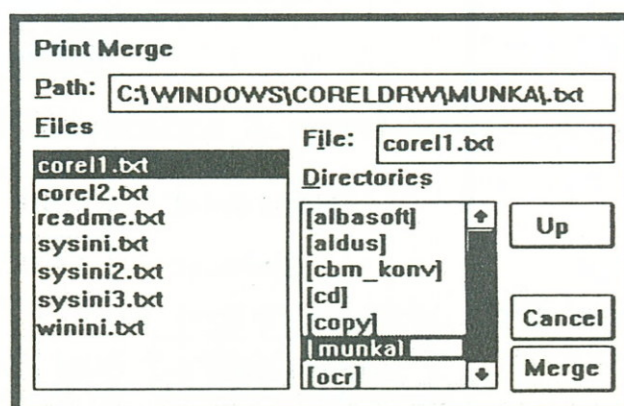 Print Merge
Path: C:\WINDOWS\CORELDRW\MUNKA\.txt
Files
File: corel1.txt
corel1.txt
corel2.txt
readme.txt
sysini.txt
sysini2.txt
sysini3.txt
winini.txt
Directories
[albasoft]
[aldus]
[cbm_konv]
[cd]
[copy]
[munka]
[ocr]
Up
Cancel
Merge